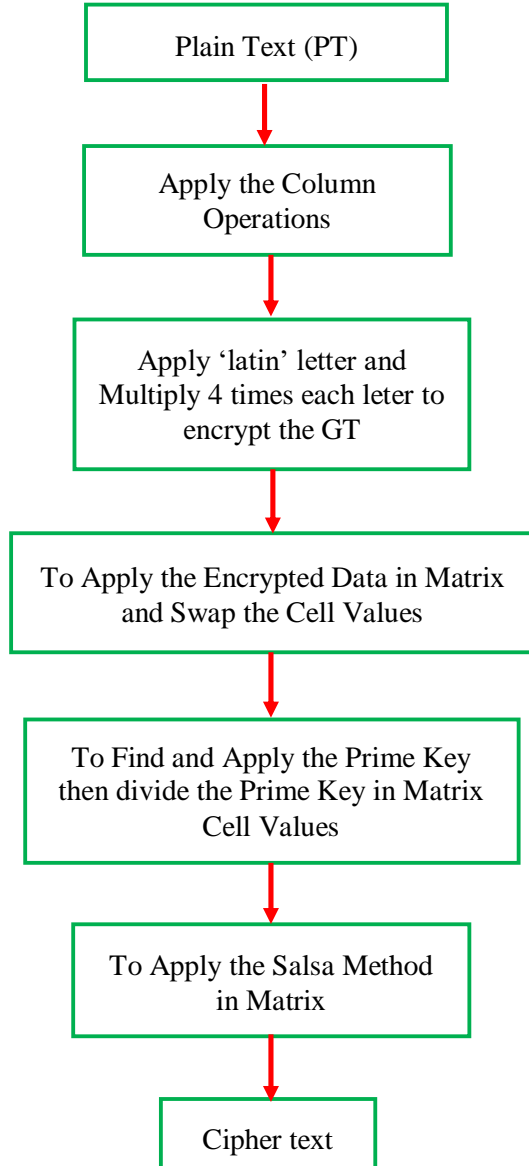 Plain Text (PT)
Apply the Column
Operations
Apply ‘latin’ letter and
Multiply 4 times each leter to
encrypt the GT
To Apply the Encrypted Data in Matrix
and Swap the Cell Values
To Find and Apply the Prime Key
then divide the Prime Key in Matrix
Cell Values
To Apply the Salsa Method
in Matrix
Cipher text